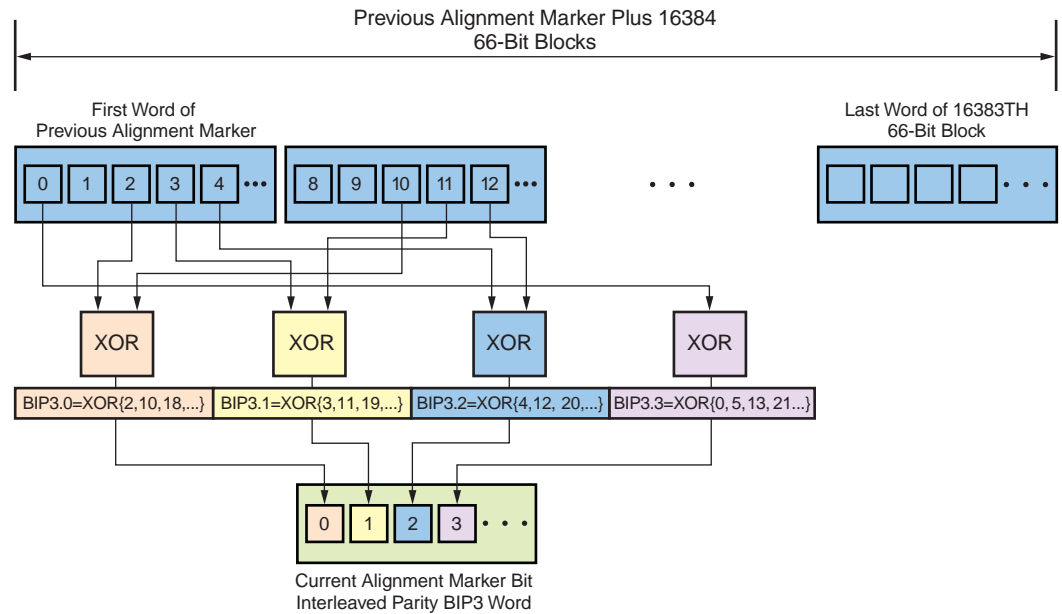 Previous Alignment Marker Plus 16384
66-Bit Blocks
First Word of
Previous Alignment Marker
Last Word of 16383TH
66-Bit Block
0 1 2 3 4 •••
8 9 10 11 12 •••
• • •
• • •
XOR
XOR
XOR
XOR
BIP3.0=XOR{2,10,18,...}
BIP3.1=XOR{3,11,19,...}
BIP3.2=XOR{4,12, 20,...}
BIP3.3=XOR{0, 5, 13, 21...}
0 1 2 3 • • •
Current Alignment Marker Bit
Interleaved Parity BIP3 Word